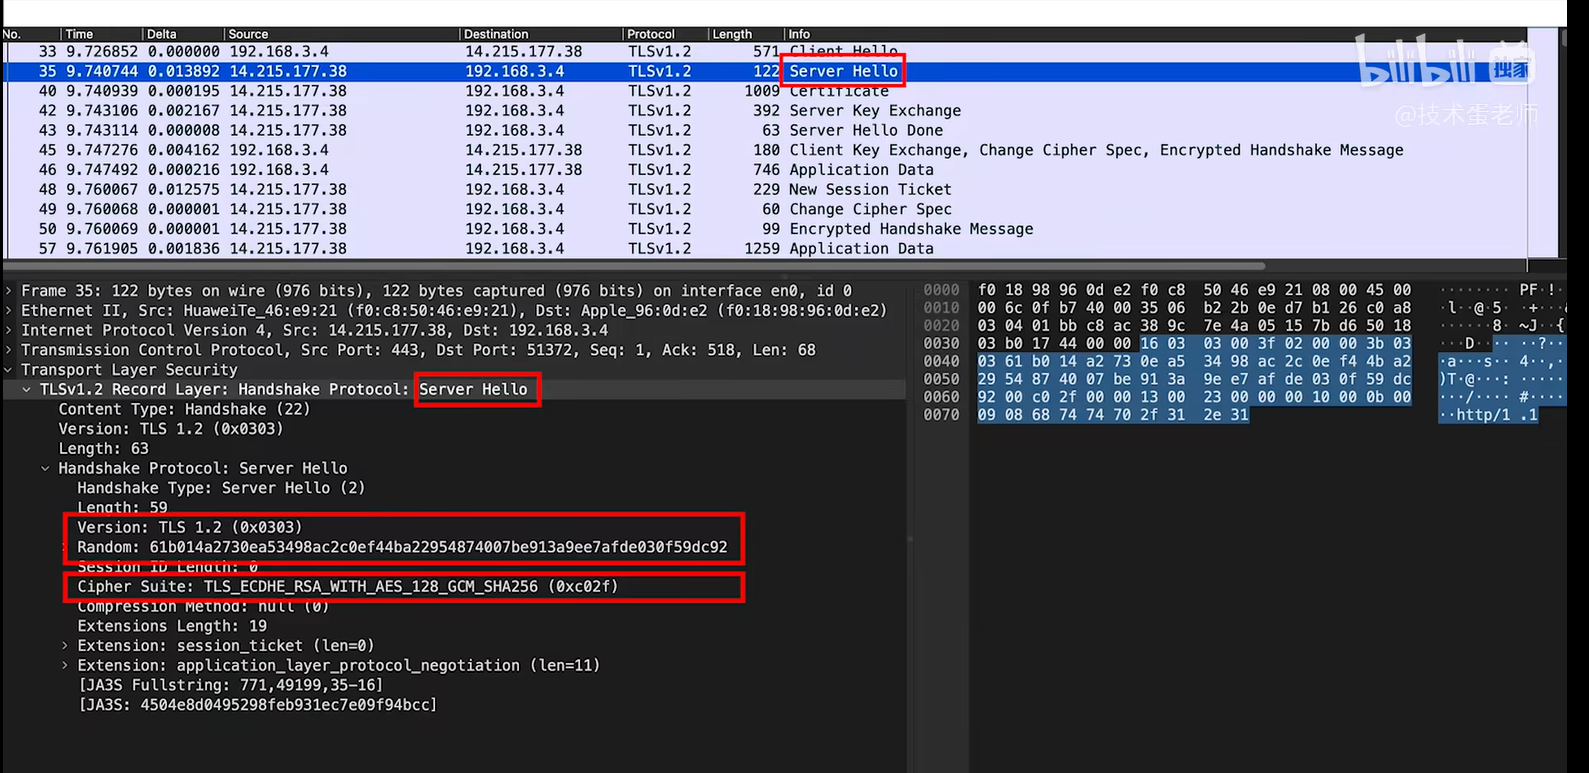 No. Time Delta Source Destination Protocol Length Info
33 9.726852 0.000000 192.168.3.4 14.215.177.38 TLSv1.2 571 Client Hello
35 9.740744 0.013892 14.215.177.38 192.168.3.4 TLSv1.2 122 Server Hello
40 9.740939 0.000195 14.215.177.38 192.168.3.4 TLSv1.2 1009 Certificate
42 9.743106 0.002167 14.215.177.38 192.168.3.4 TLSv1.2 392 Server Key Exchange
43 9.743114 0.000008 14.215.177.38 192.168.3.4 TLSv1.2 63 Server Hello Done
45 9.747276 0.004162 192.168.3.4 14.215.177.38 TLSv1.2 180 Client Key Exchange, Change Cipher Spec, Encrypted Handshake Message
46 9.747492 0.000216 192.168.3.4 14.215.177.38 TLSv1.2 746 Application Data
48 9.760067 0.012575 14.215.177.38 192.168.3.4 TLSv1.2 229 New Session Ticket
49 9.760068 0.000001 14.215.177.38 192.168.3.4 TLSv1.2 60 Change Cipher Spec
50 9.760069 0.000001 14.215.177.38 192.168.3.4 TLSv1.2 99 Encrypted Handshake Message
57 9.761905 0.001836 14.215.177.38 192.168.3.4 TLSv1.2 1259 Application Data
bilibili 独家
@技术蛋老师
Frame 35: 122 bytes on wire (976 bits), 122 bytes captured (976 bits) on interface en0, id 0
Ethernet II, Src: HuaweiTe_46:e9:21 (f0:c8:50:46:e9:21), Dst: Apple_96:0d:e2 (f0:18:98:96:0d:e2)
Internet Protocol Version 4, Src: 14.215.177.38, Dst: 192.168.3.4
Transmission Control Protocol, Src Port: 443, Dst Port: 51372, Seq: 1, Ack: 518, Len: 68
Transport Layer Security
TLSv1.2 Record Layer: Handshake Protocol: Server Hello
Content Type: Handshake (22)
Version: TLS 1.2 (0x0303)
Length: 63
Handshake Protocol: Server Hello
Handshake Type: Server Hello (2)
Length: 59
Version: TLS 1.2 (0x0303)
Random: 61b014a2730ea53498ac2c0ef44ba22954874007be913a9ee7afde030f59dc92
Session ID Length: 0
Cipher Suite: TLS_ECDHE_RSA_WITH_AES_128_GCM_SHA256 (0xc02f)
Compression Method: null (0)
Extensions Length: 19
Extension: session_ticket (len=0)
Extension: application_layer_protocol_negotiation (len=11)
[JA3S Fullstring: 771,49199,35-16]
[JA3S: 4504e8d0495298feb931ec7e09f94bcc]
0000 f0 18 98 96 0d e2 f0 c8 50 46 e9 21 08 00 45 00 ········ PF·!··
0010 00 6c 0f b7 40 00 35 06 b2 2b 0e d7 b1 26 c0 a8 ·l··@·5· ·+···&
0020 03 04 01 bb c8 ac 38 9c 7e 4a 05 15 7b d6 50 18 ······8· ~J··{
0030 03 b0 17 44 00 00 16 03 03 00 3f 02 00 00 3b 03 ···D···· ··?···
0040 03 61 b0 14 a2 73 0e a5 34 98 ac 2c 0e f4 4b a2 ·a···s·· 4··,··
0050 29 54 87 40 07 be 91 3a 9e e7 af de 03 0f 59 dc )T·@···: ······
0060 92 00 c0 2f 00 00 13 00 23 00 00 00 10 00 0b 00 ···/···· #·····
0070 09 08 68 74 74 70 2f 31 2e 31 ··http/1 .1